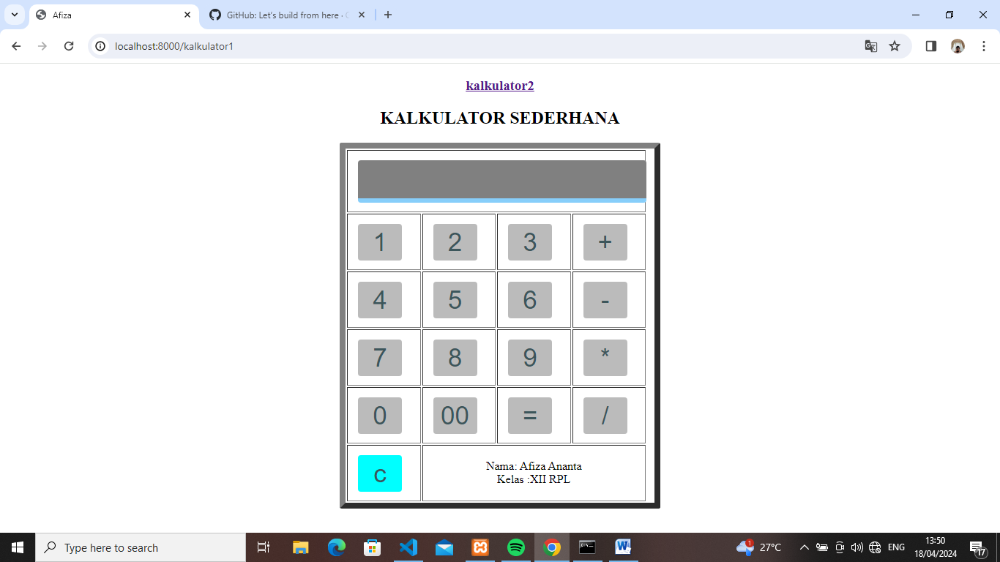 Afiza
GitHub: Let's build from here ·
localhost:8000/kalkulator1
kalkulator2
KALKULATOR SEDERHANA
1 2 3 +
4 5 6 -
7 8 9 *
0 00 = /
c
Nama: Afiza Ananta
Kelas :XII RPL
Type here to search
1
27°C
ENG
13:50
18/04/2024
17